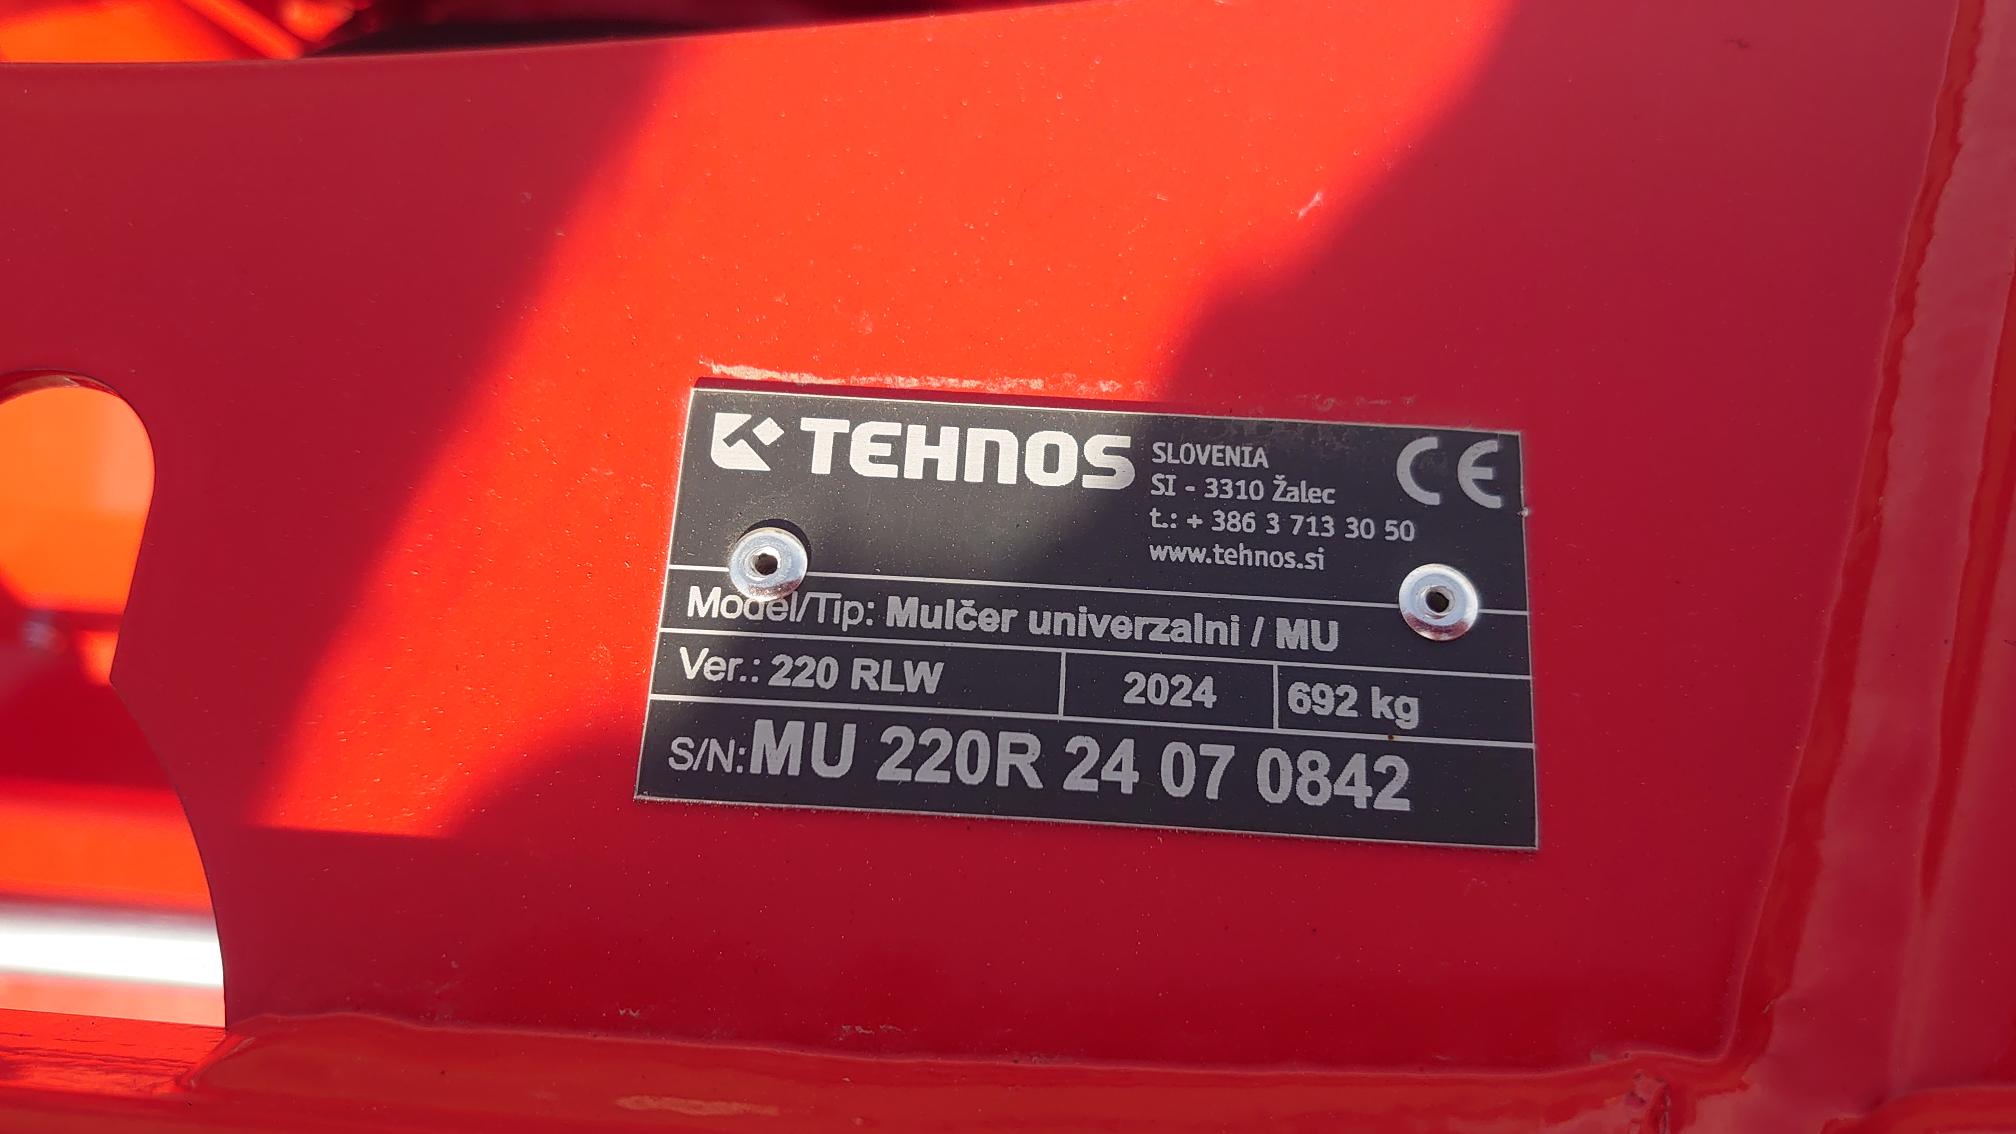 TEHNOS
SLOVENIA
SI - 3310 Žalec
t.: + 386 3 713 30 50
www.tehnos.si
CE
Model/Tip: Mulčer univerzalni / MU
Ver.: 220 RLW 2024 692 kg
S/N: MU 220R 24 07 0842